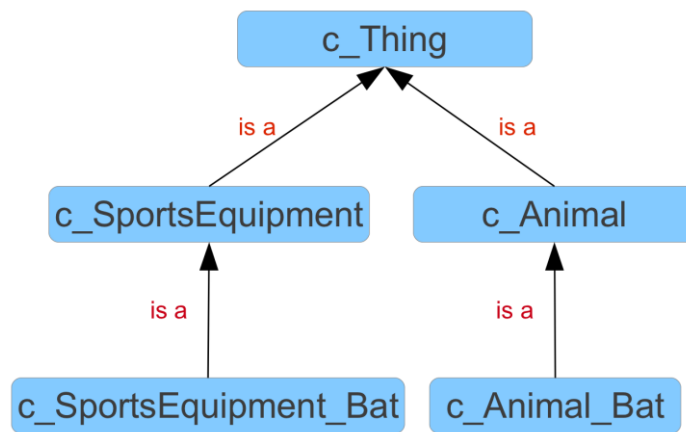 c_Thing
is a
is a
c_SportsEquipment
c_Animal
is a
is a
c_SportsEquipment_Bat
c_Animal_Bat